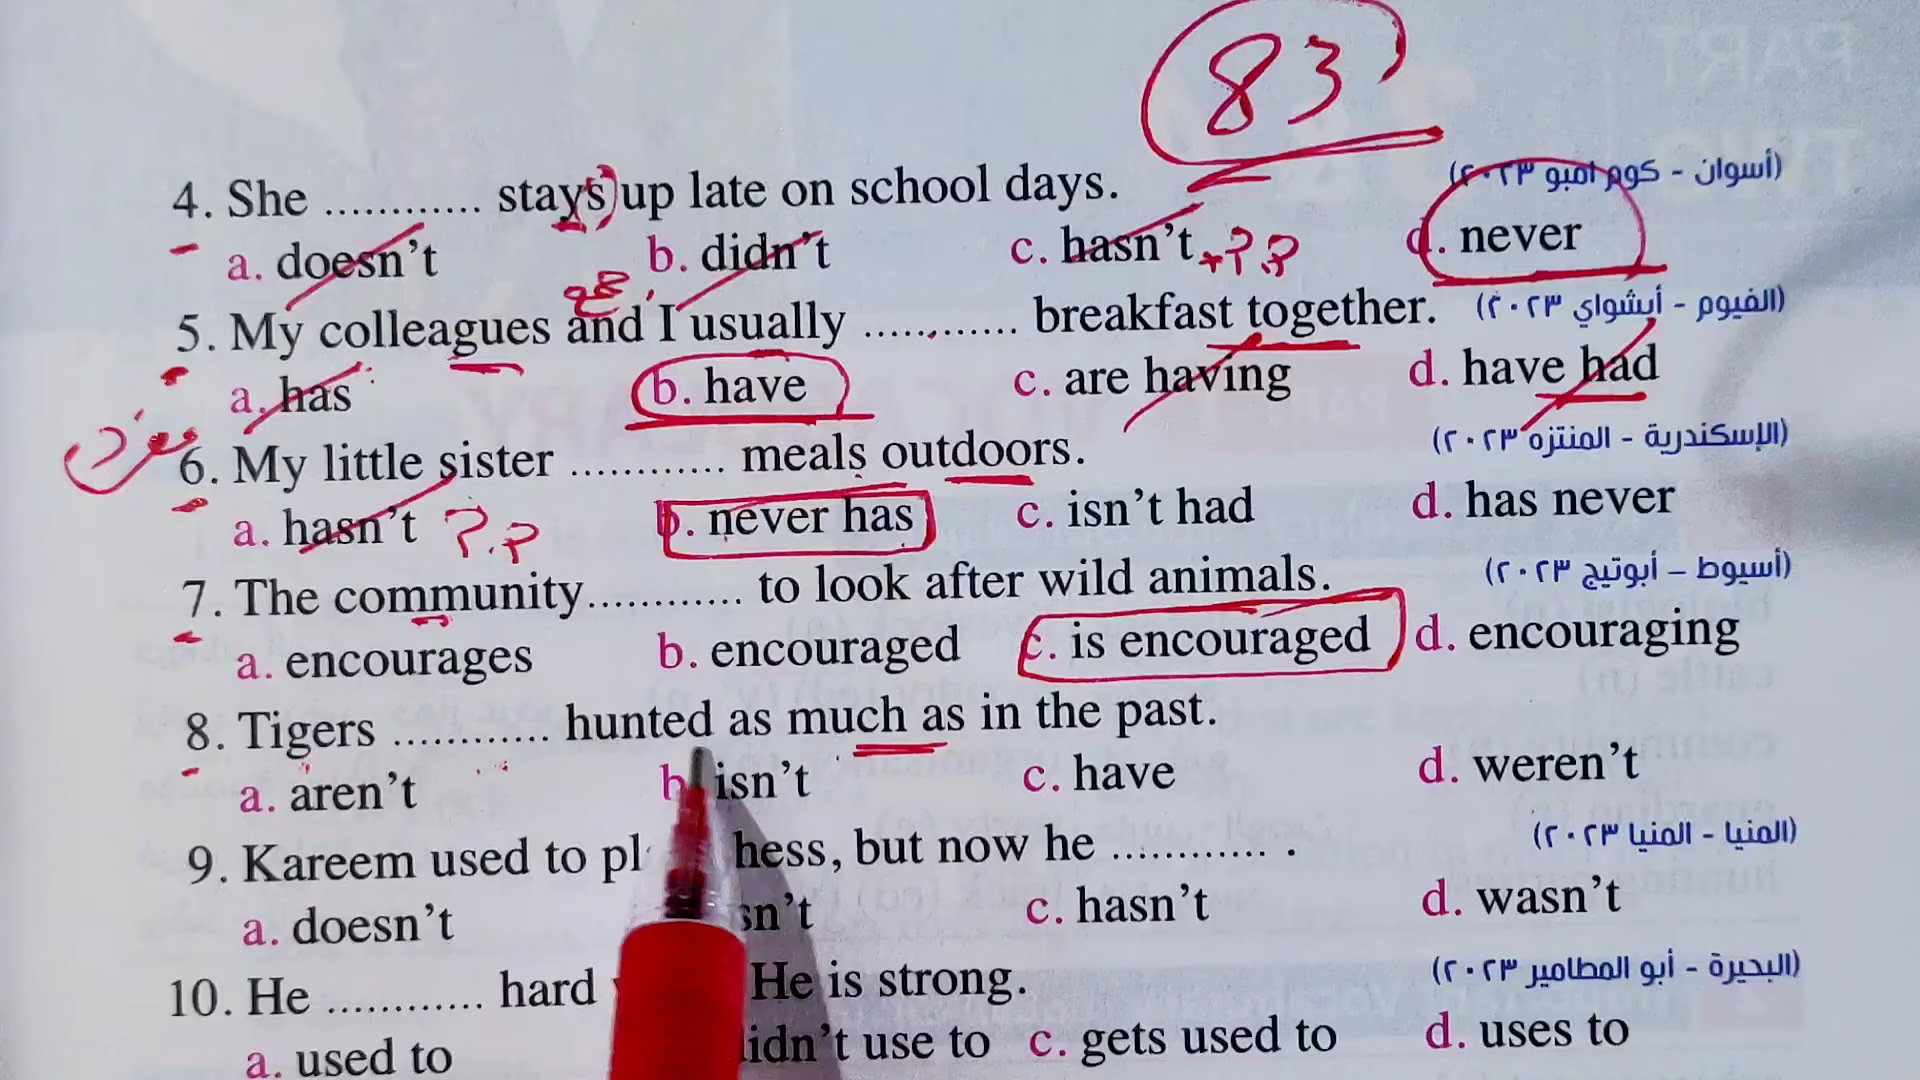 83
4. She ............ stays up late on school days. (أسوان - كوم امبو ٢٠٢٣)
a. doesn't b. didn't c. hasn't ?? d. never
5. My colleagues and I usually ............ breakfast together. (الفيوم - أبشواي ٢٠٢٣)
a. has b. have c. are having d. have had
6. My little sister ............ meals outdoors. (الإسكندرية - المنتزه ٢٠٢٣)
a. hasn't ?? b. never has c. isn't had d. has never
7. The community............ to look after wild animals. (أسيوط – أبوتيج ٢٠٢٣)
a. encourages b. encouraged c. is encouraged d. encouraging
8. Tigers ............ hunted as much as in the past.
a. aren't b. isn't c. have d. weren't
9. Kareem used to hess, but now he ............ . (المنيا - المنيا ٢٠٢٣)
a. doesn't sn't c. hasn't d. wasn't
10. He ............ hard He is strong. (البحيرة - أبو المطامير ٢٠٢٣)
a. used to idn't use to c. gets used to d. uses to